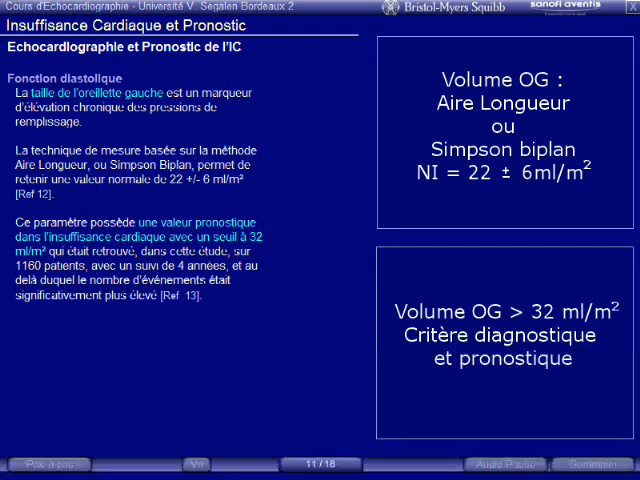 Cours d'Echocardiographie - Université V. Segalen Bordeaux 2
Bristol-Myers Squibb
sanofi aventis
X
Insuffisance Cardiaque et Pronostic
Echocardiographie et Pronostic de l'IC
Fonction diastolique
La taille de l'oreillette gauche est un marqueur
d'élévation chronique des pressions de
remplissage.
La technique de mesure basée sur la méthode
Aire Longueur, ou Simpson Biplan, permet de
retenir une valeur normale de 22 +/- 6 ml/m²
[Ref 12].
Ce paramètre possède une valeur pronostique
dans l'insuffisance cardiaque avec un seuil à 32
ml/m² qui était retrouvé, dans cette étude, sur
1160 patients, avec un suivi de 4 années, et au
delà duquel le nombre d'événements était
significativement plus élevé [Ref 13].
Volume OG :
Aire Longueur
ou
Simpson biplan
Nl = 22 ± 6ml/m²
Volume OG > 32 ml/m²
Critère diagnostique
et pronostique
Pas à pas
11 / 18
Audio Pause
Sommaire